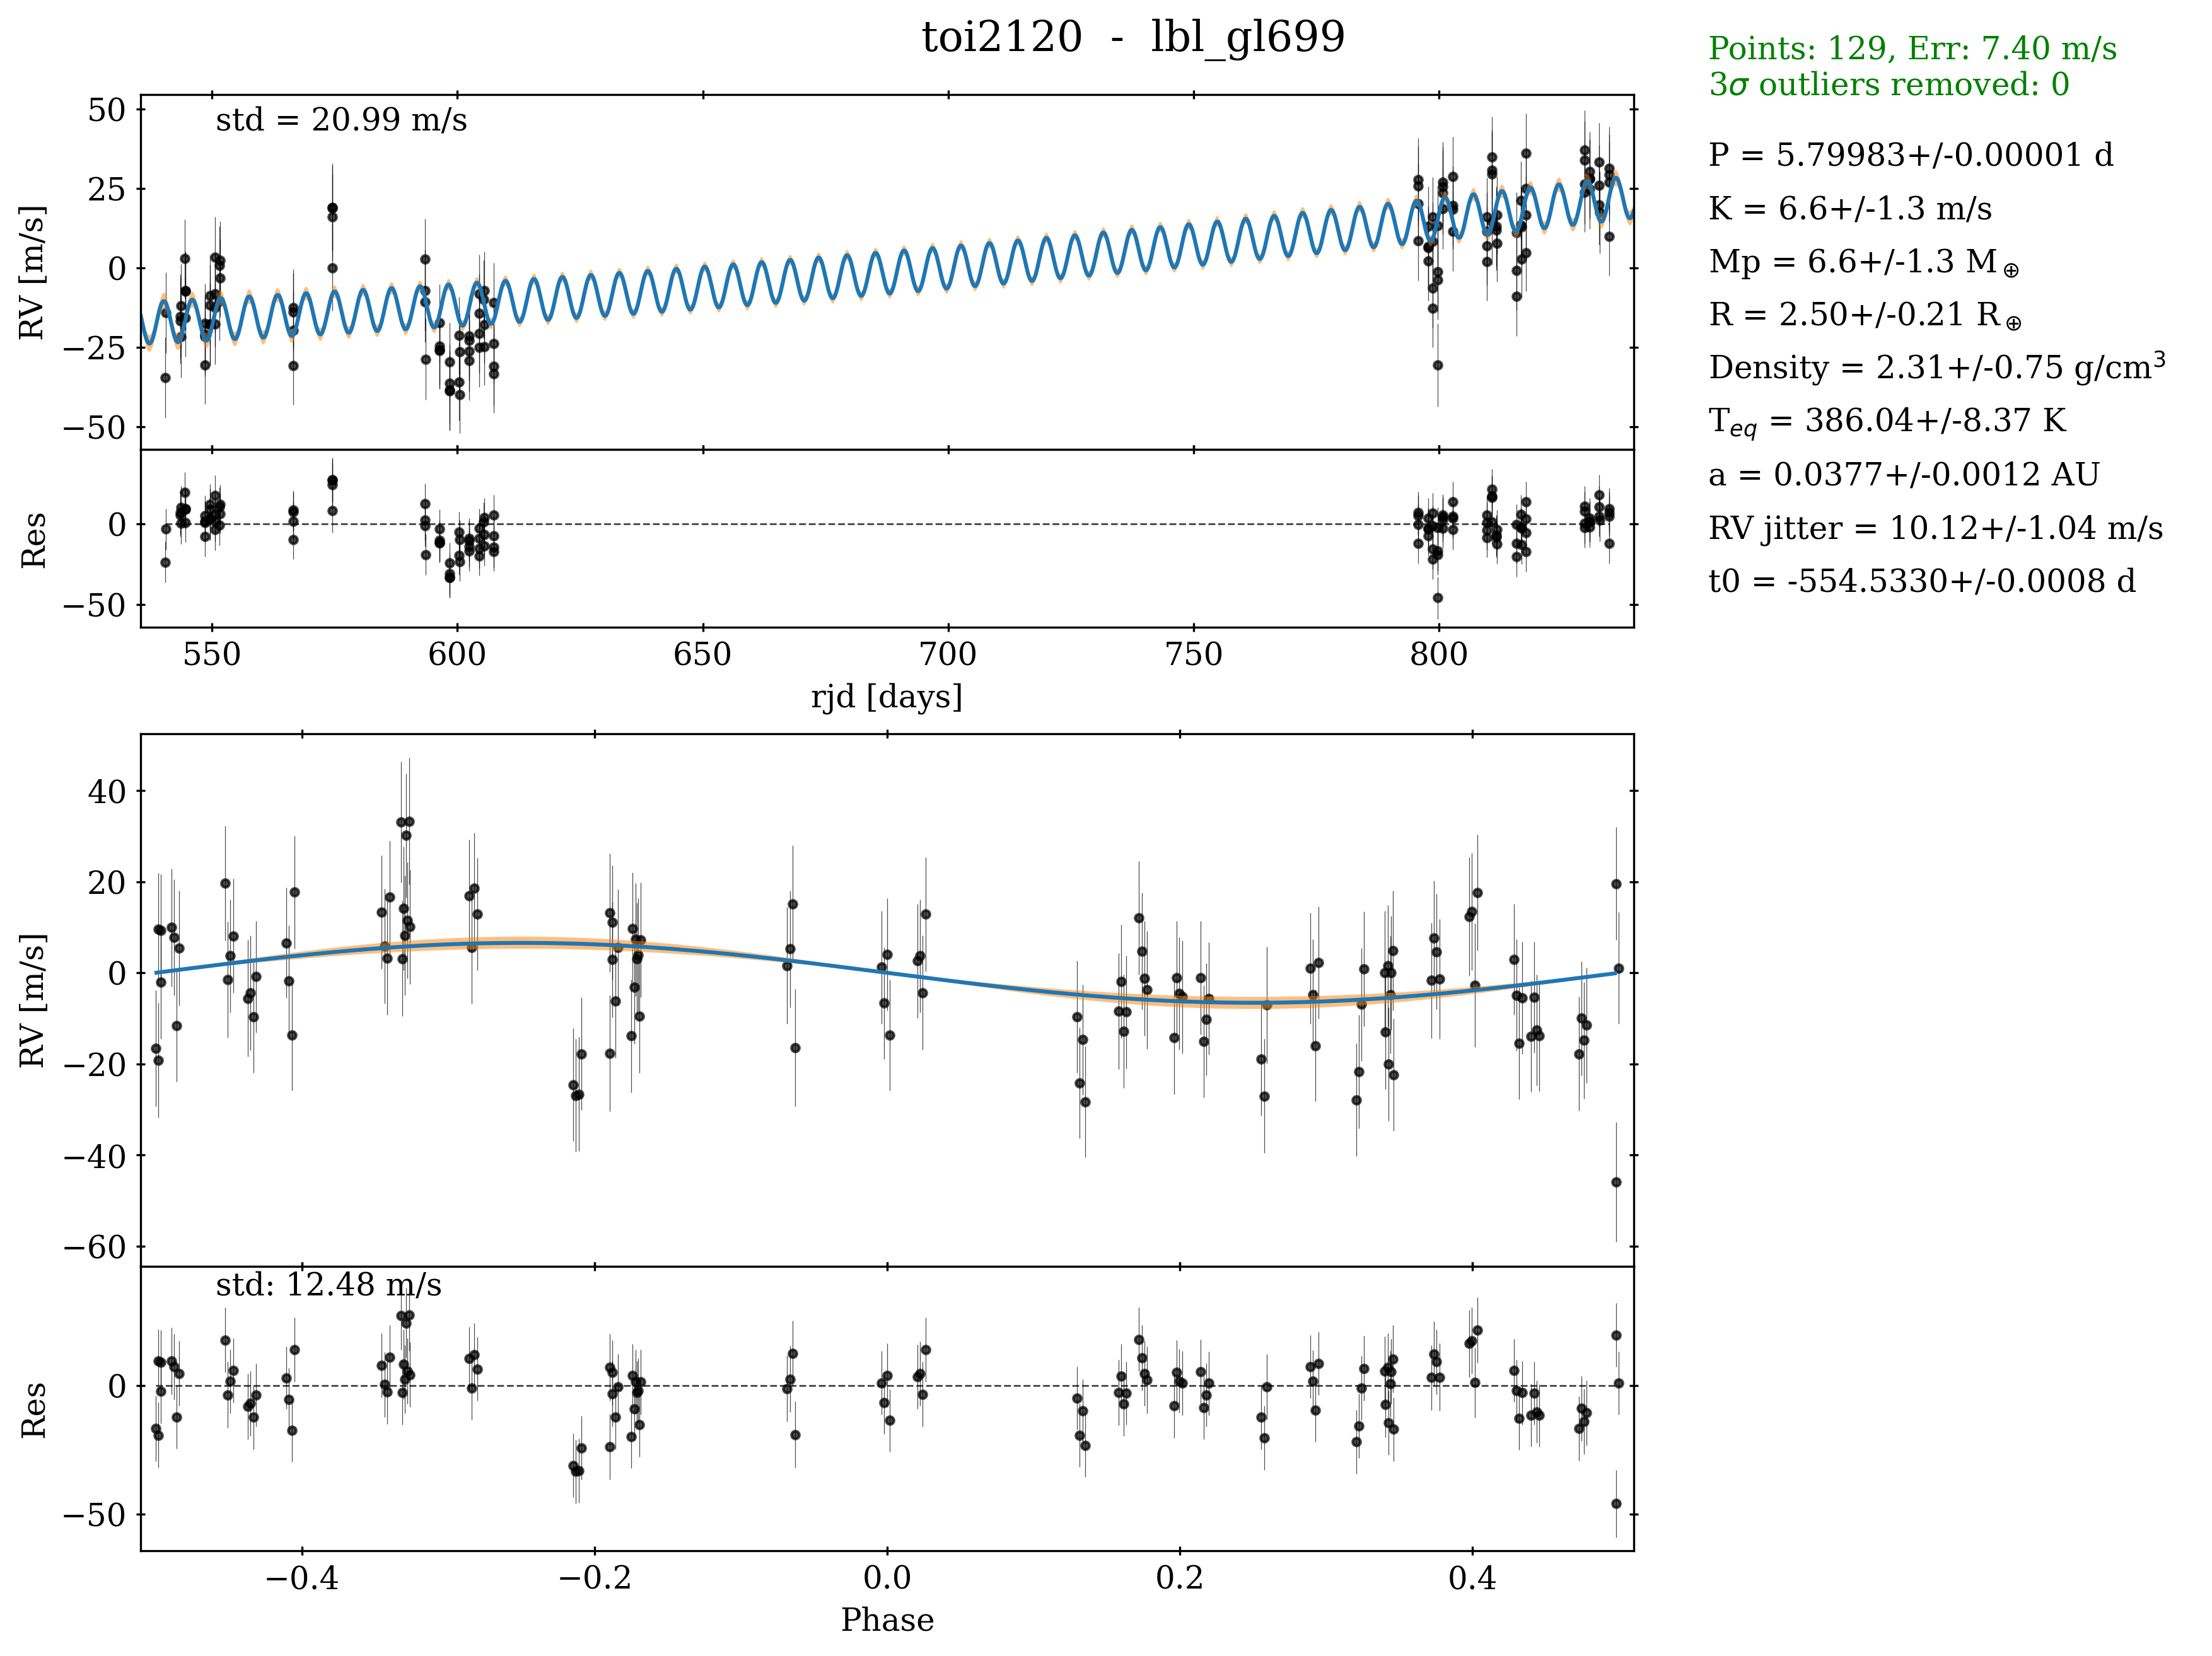 toi2120 - lbl_gl699
Points: 129, Err: 7.40 m/s
3σ outliers removed: 0
P = 5.79983+/-0.00001 d
K = 6.6+/-1.3 m/s
Mp = 6.6+/-1.3 M⊕
R = 2.50+/-0.21 R⊕
Density = 2.31+/-0.75 g/cm³
T_eq = 386.04+/-8.37 K
a = 0.0377+/-0.0012 AU
RV jitter = 10.12+/-1.04 m/s
t0 = -554.5330+/-0.0008 d
std = 20.99 m/s
RV [m/s]
50
25
0
−25
−50
Res
0
−50
550 600 650 700 750 800
rjd [days]
RV [m/s]
40
20
0
−20
−40
−60
std: 12.48 m/s
Res
0
−50
−0.4 −0.2 0.0 0.2 0.4
Phase